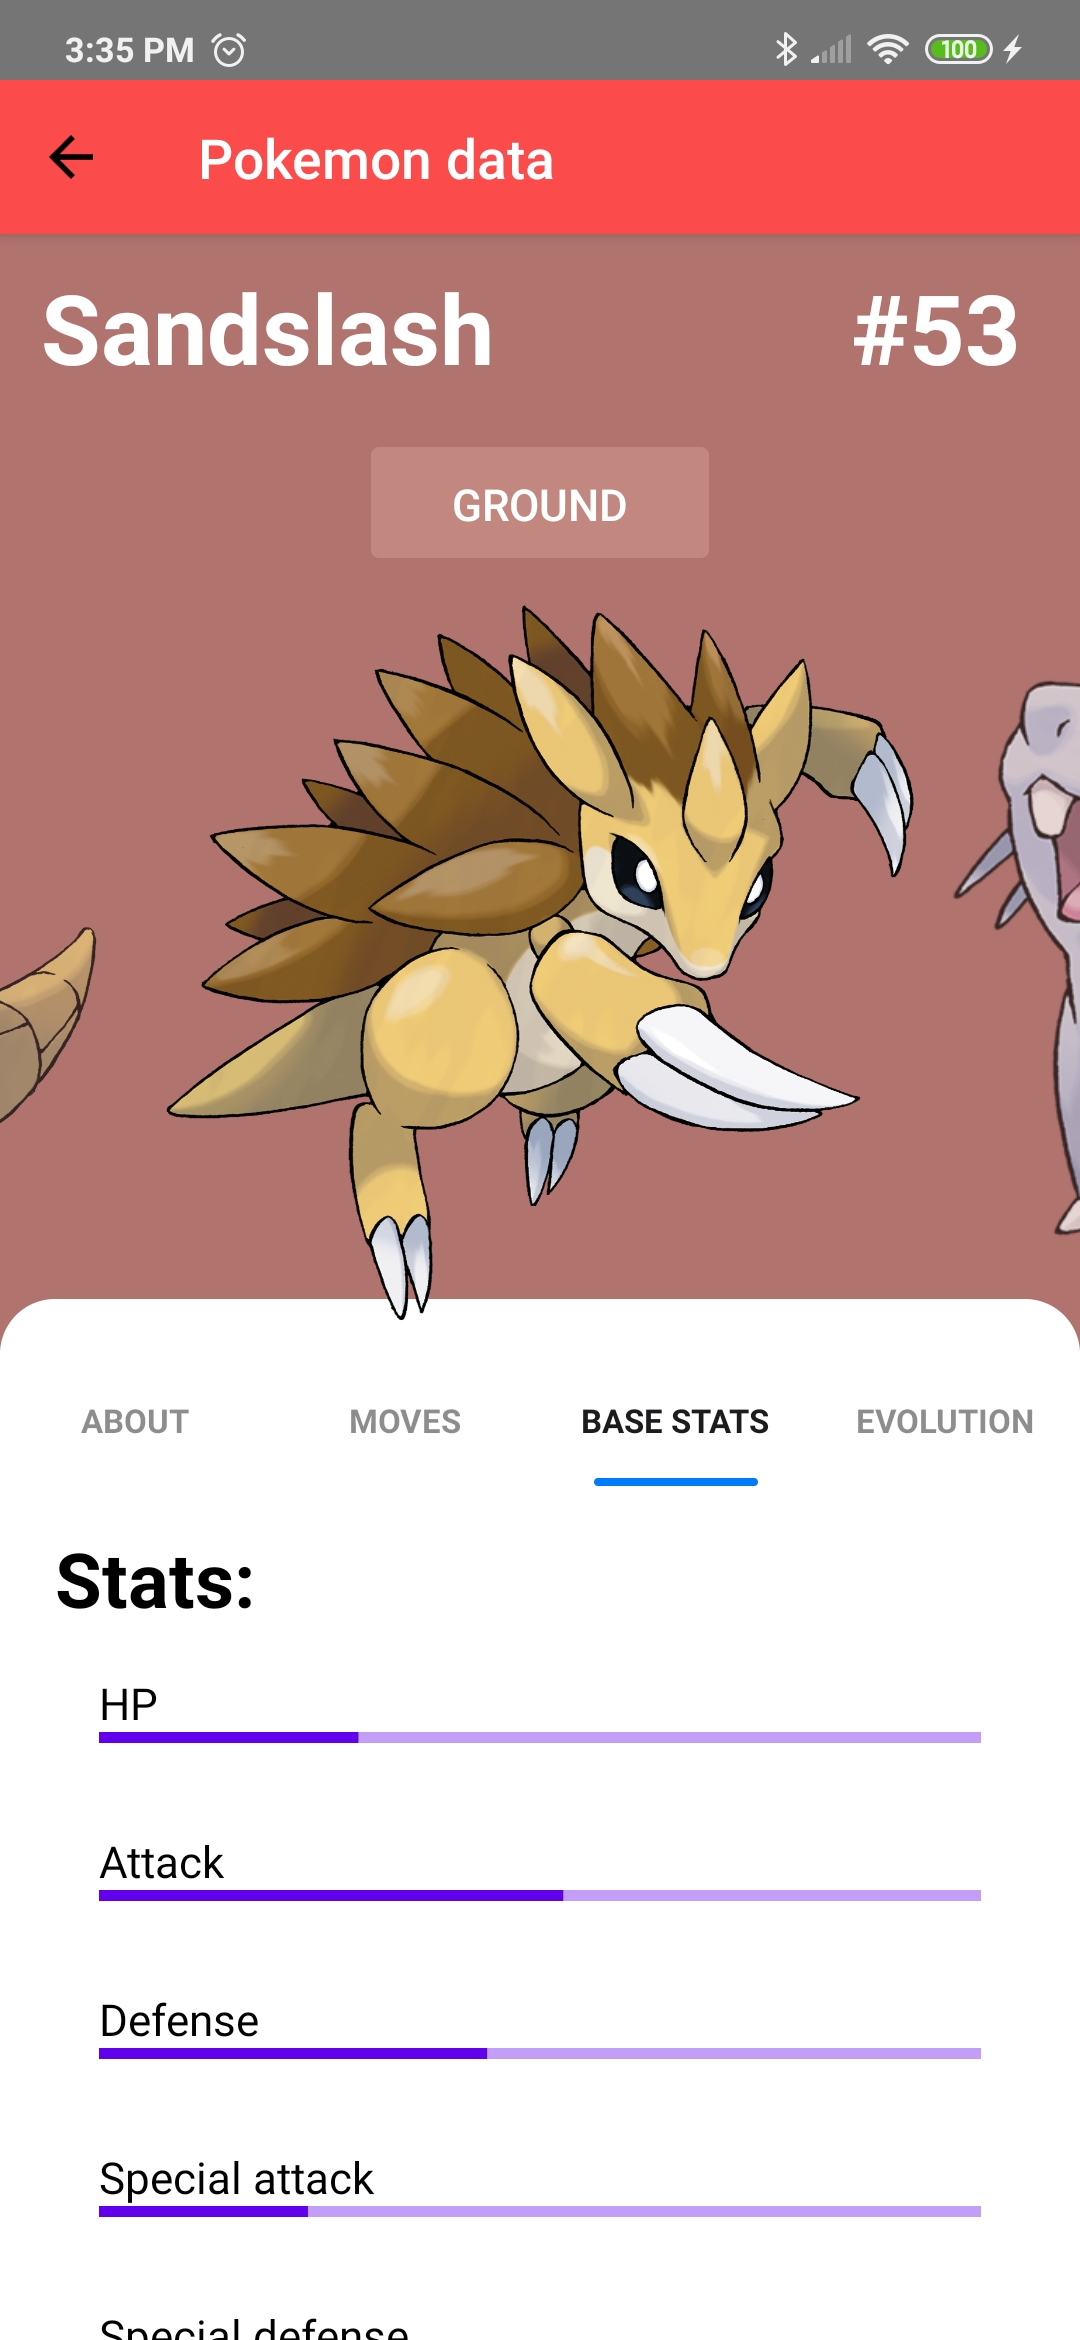 3:35 PM
100
Pokemon data
Sandslash #53
GROUND
ABOUT MOVES BASE STATS EVOLUTION
Stats:
HP
Attack
Defense
Special attack
Special defense